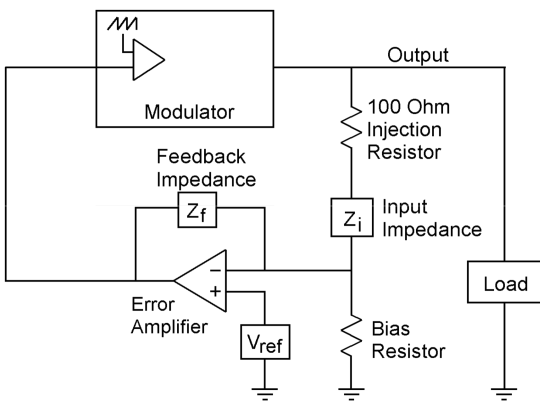 Modulator
Output
100 Ohm
Injection
Resistor
Feedback
Impedance
Zf
Zi
Input
Impedance
−
+
Error
Amplifier
Vref
Bias
Resistor
Load